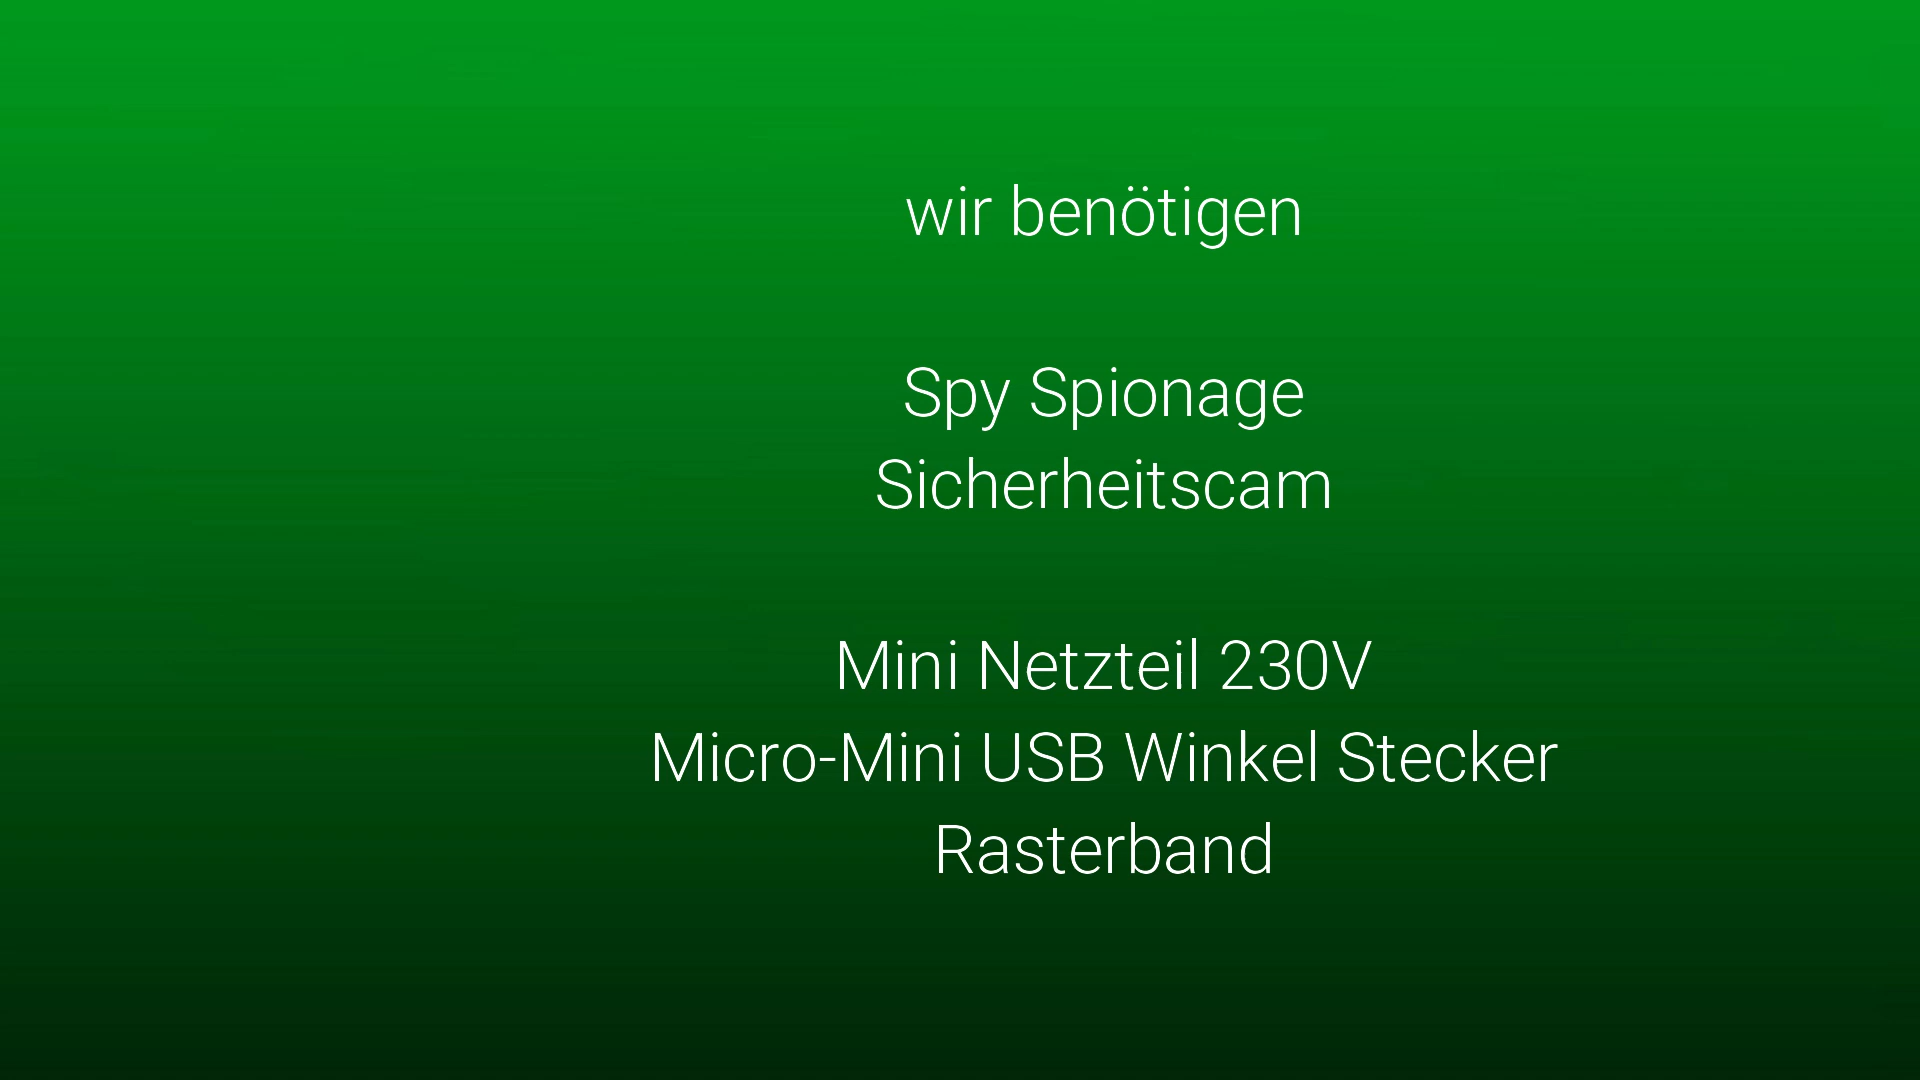 wir benötigen
Spy Spionage
Sicherheitscam
Mini Netzteil 230V
Micro-Mini USB Winkel Stecker
Rasterband